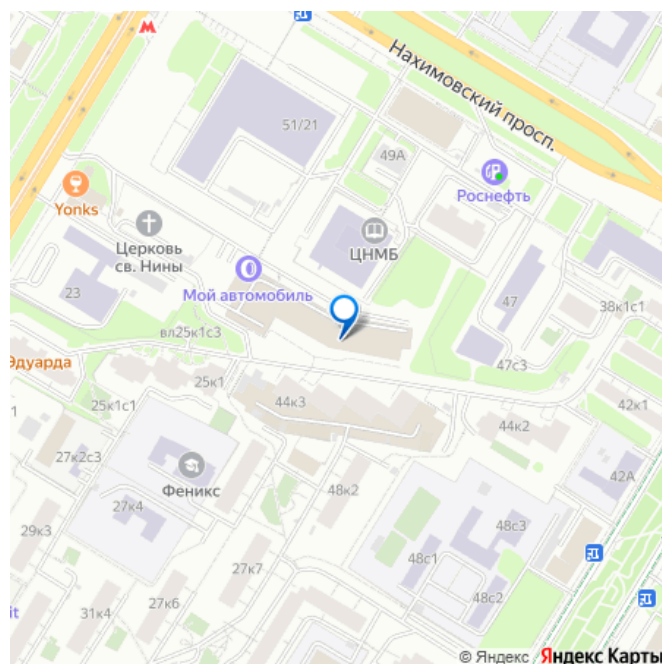 Нахимовский просп.
51/21
49А
Роснефть
Yonks
Церковь
св. Нины
ЦНМБ
Мой автомобиль
23
47
38к1с1
вл25к1с3
47с3
Эдуарда
25к1
42к1
25к1с1
44к3
44к2
1
27к2с3
42А
Феникс
48к2
27к4
48с3
29к3
48с1
27к7
27к6
48с2
it
31к4
© Яндекс Яндекс Карты